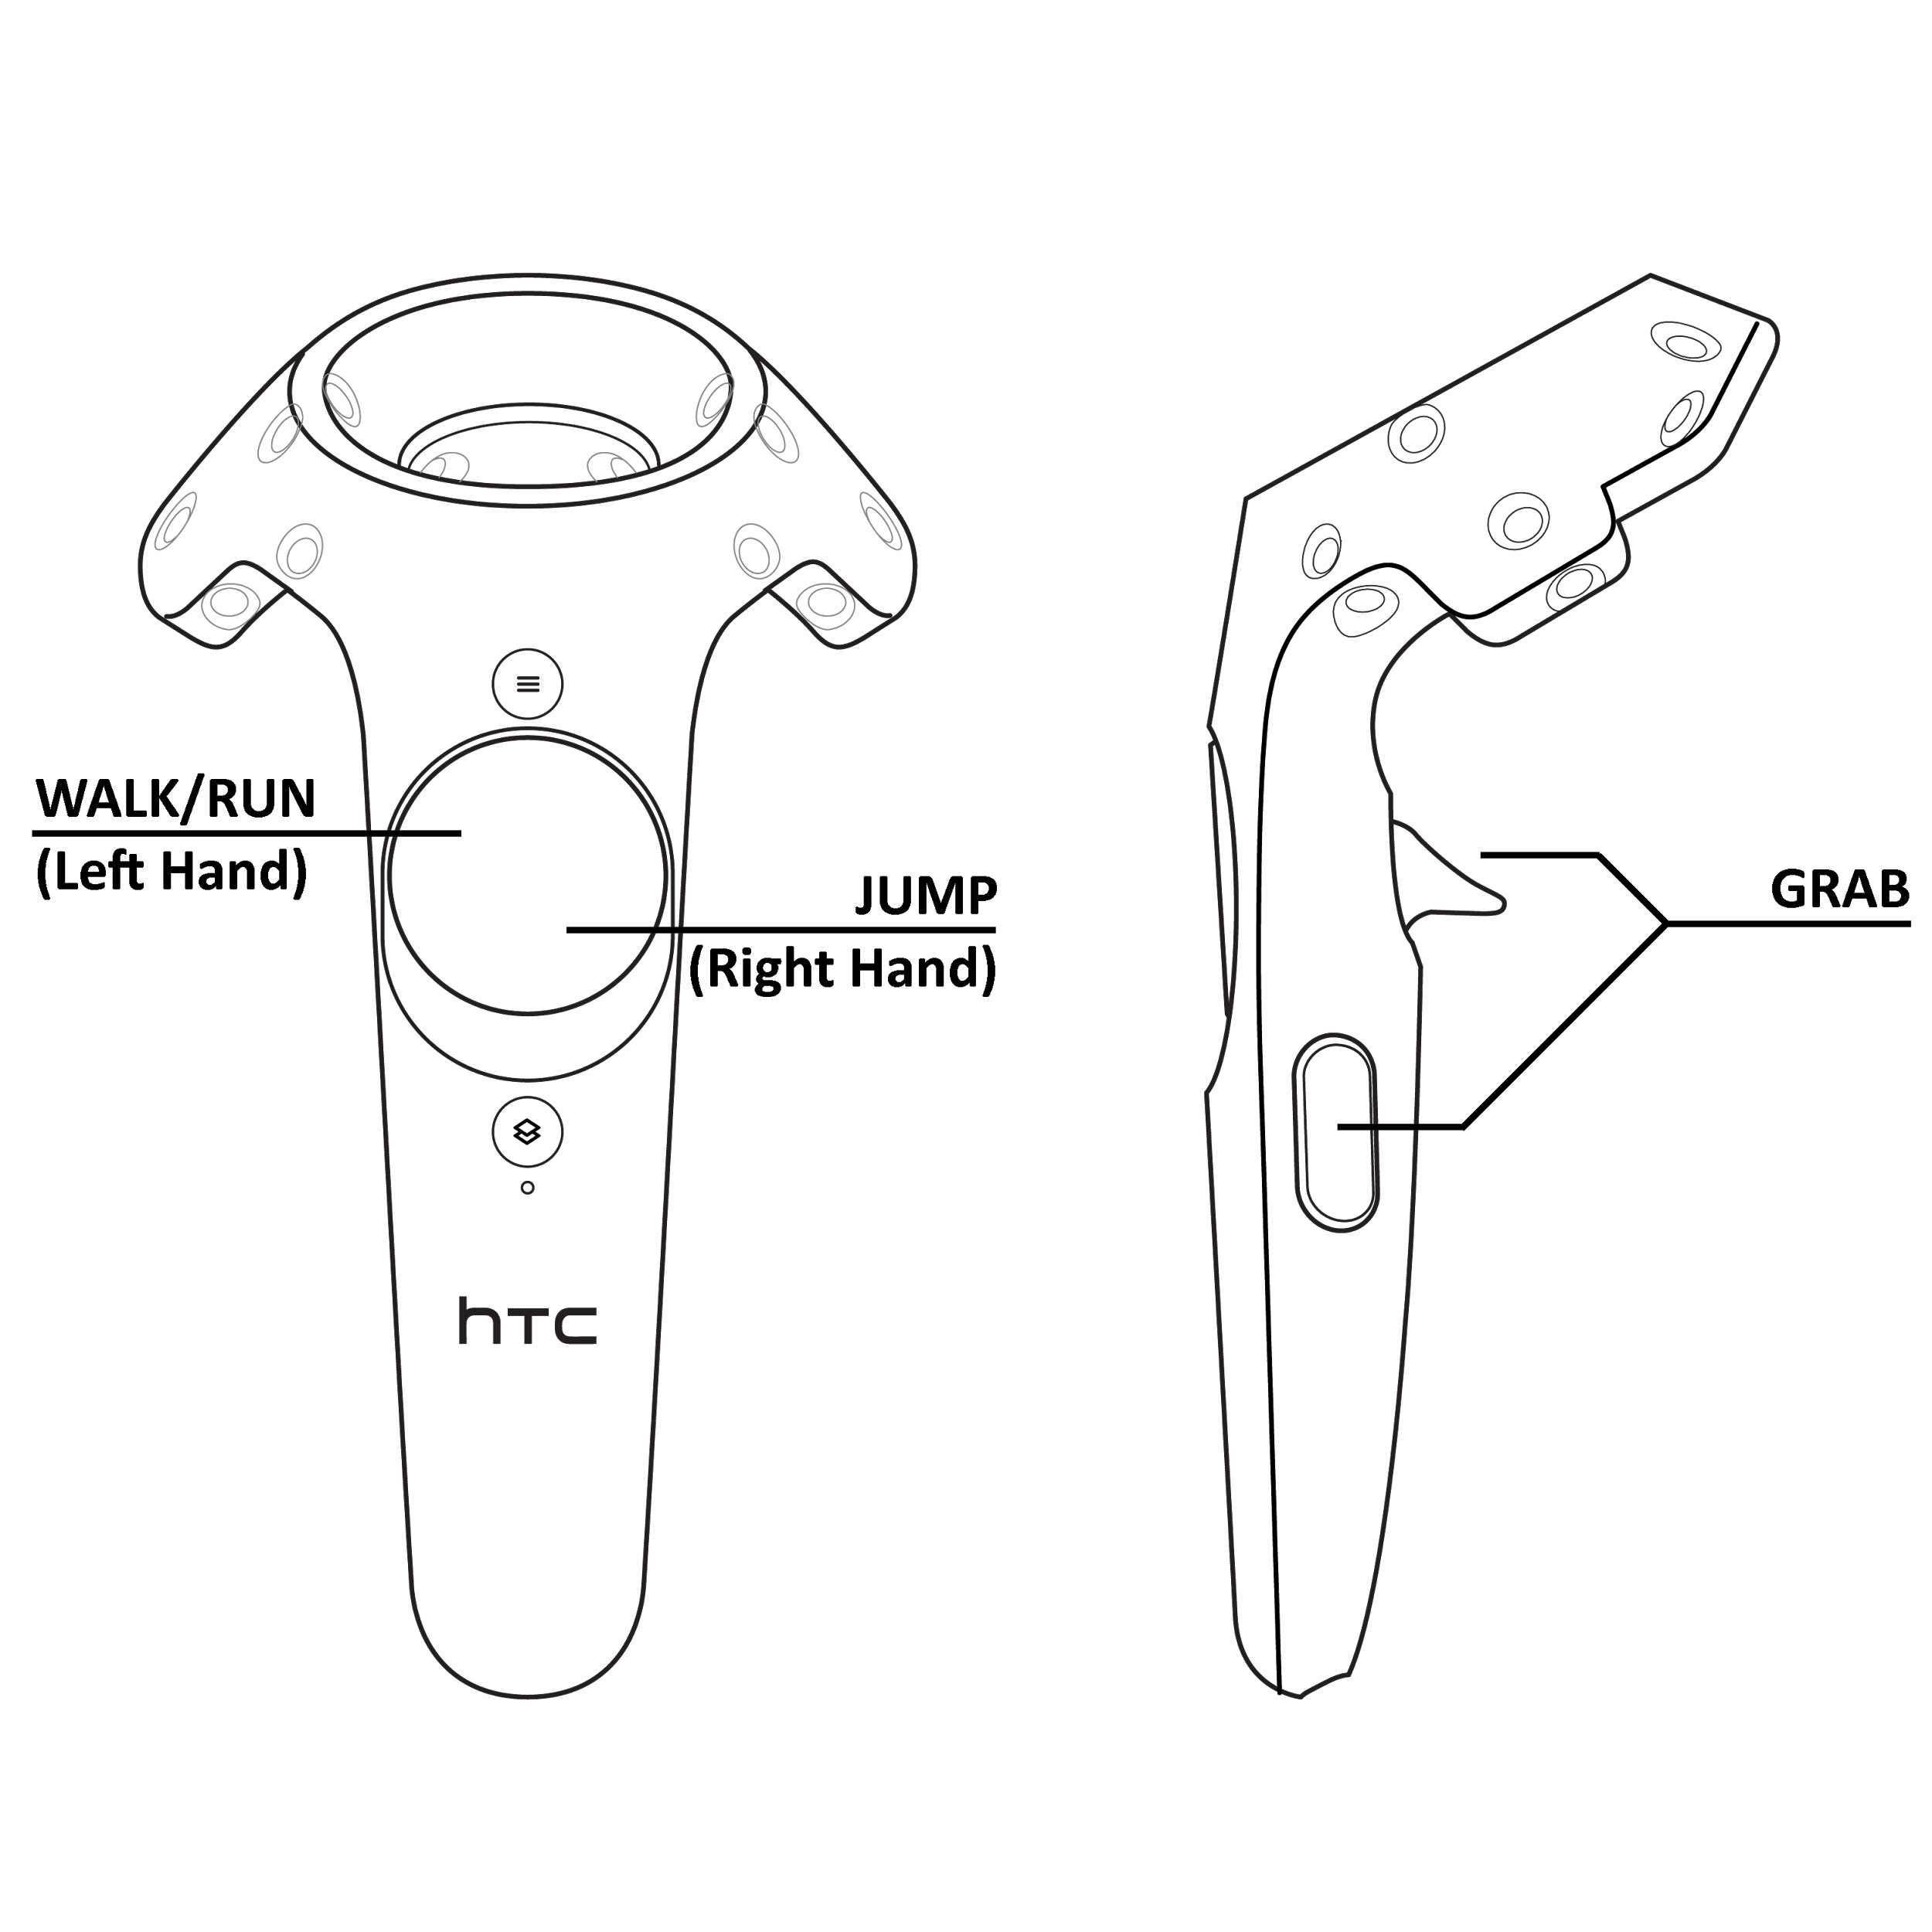 WALK/RUN
(Left Hand)
JUMP
(Right Hand)
GRAB
hTC